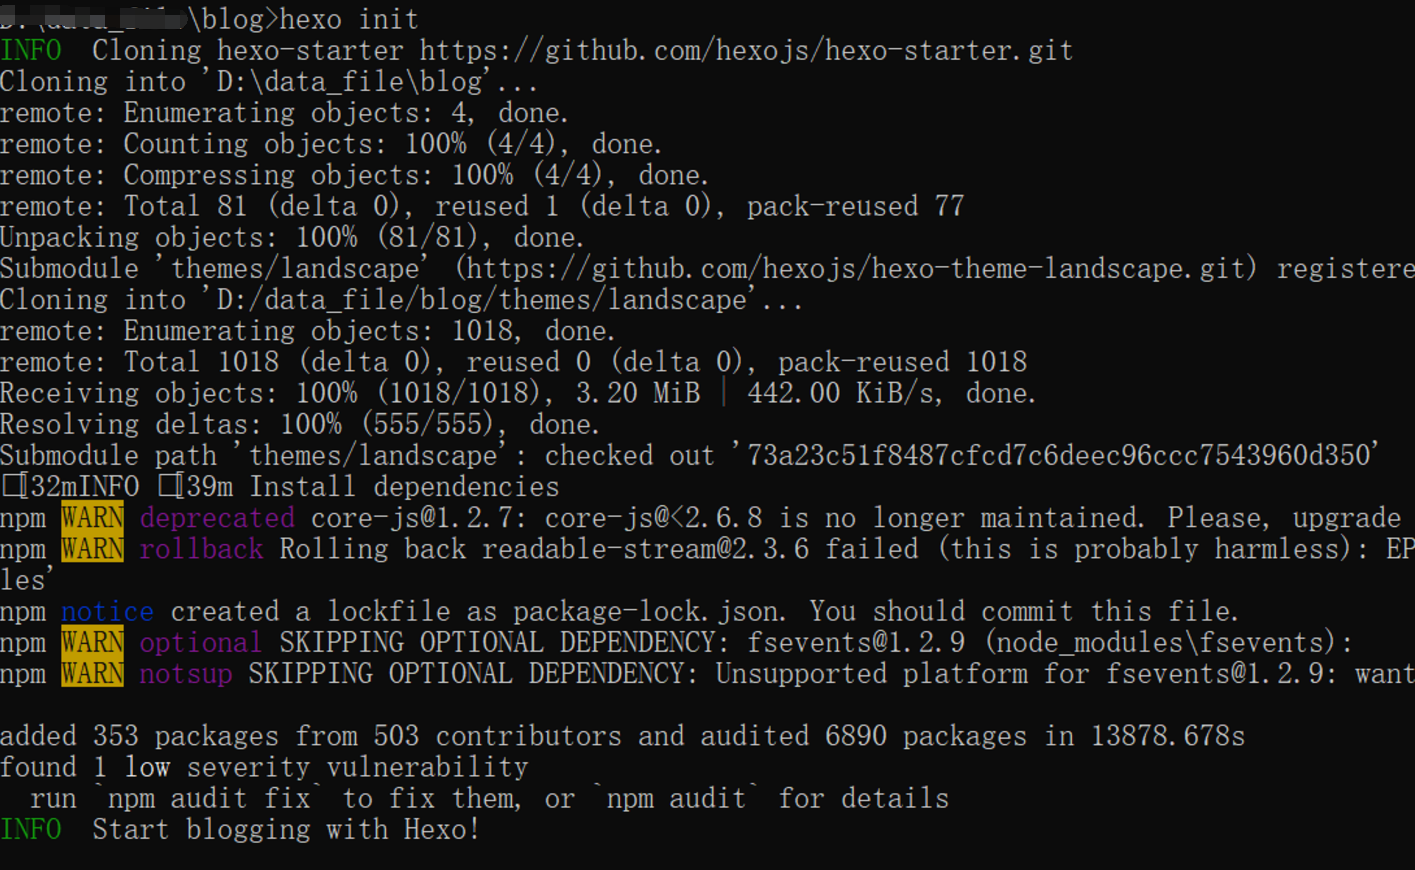 D:\data_file\blog>hexo init
INFO  Cloning hexo-starter https://github.com/hexojs/hexo-starter.git
Cloning into 'D:\data_file\blog'...
remote: Enumerating objects: 4, done.
remote: Counting objects: 100% (4/4), done.
remote: Compressing objects: 100% (4/4), done.
remote: Total 81 (delta 0), reused 1 (delta 0), pack-reused 77
Unpacking objects: 100% (81/81), done.
Submodule 'themes/landscape' (https://github.com/hexojs/hexo-theme-landscape.git) registere
Cloning into 'D:/data_file/blog/themes/landscape'...
remote: Enumerating objects: 1018, done.
remote: Total 1018 (delta 0), reused 0 (delta 0), pack-reused 1018
Receiving objects: 100% (1018/1018), 3.20 MiB | 442.00 KiB/s, done.
Resolving deltas: 100% (555/555), done.
Submodule path 'themes/landscape': checked out '73a23c51f8487cfcd7c6deec96ccc7543960d350'
□[32mINFO □[39m Install dependencies
npm WARN deprecated core-js@1.2.7: core-js@<2.6.8 is no longer maintained. Please, upgrade
npm WARN rollback Rolling back readable-stream@2.3.6 failed (this is probably harmless): EP
les'
npm notice created a lockfile as package-lock.json. You should commit this file.
npm WARN optional SKIPPING OPTIONAL DEPENDENCY: fsevents@1.2.9 (node_modules\fsevents):
npm WARN notsup SKIPPING OPTIONAL DEPENDENCY: Unsupported platform for fsevents@1.2.9: want
added 353 packages from 503 contributors and audited 6890 packages in 13878.678s
found 1 low severity vulnerability
  run `npm audit fix` to fix them, or `npm audit` for details
INFO  Start blogging with Hexo!